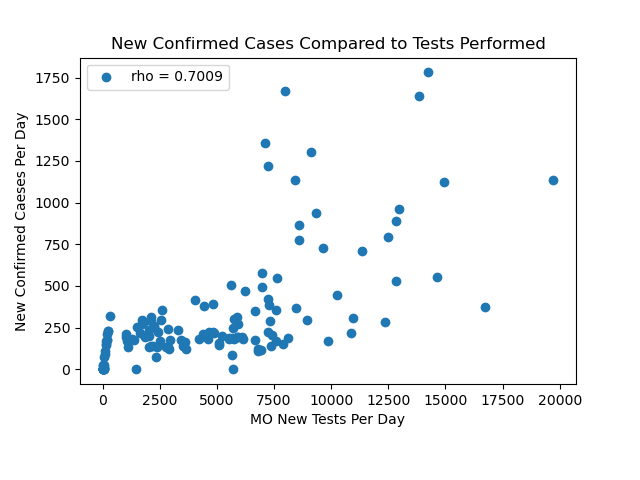 New Confirmed Cases Compared to Tests Performed
rho = 0.7009
New Confirmed Caeses Per Day
1750
1500
1250
1000
750
500
250
0
0 2500 5000 7500 10000 12500 15000 17500 20000
MO New Tests Per Day